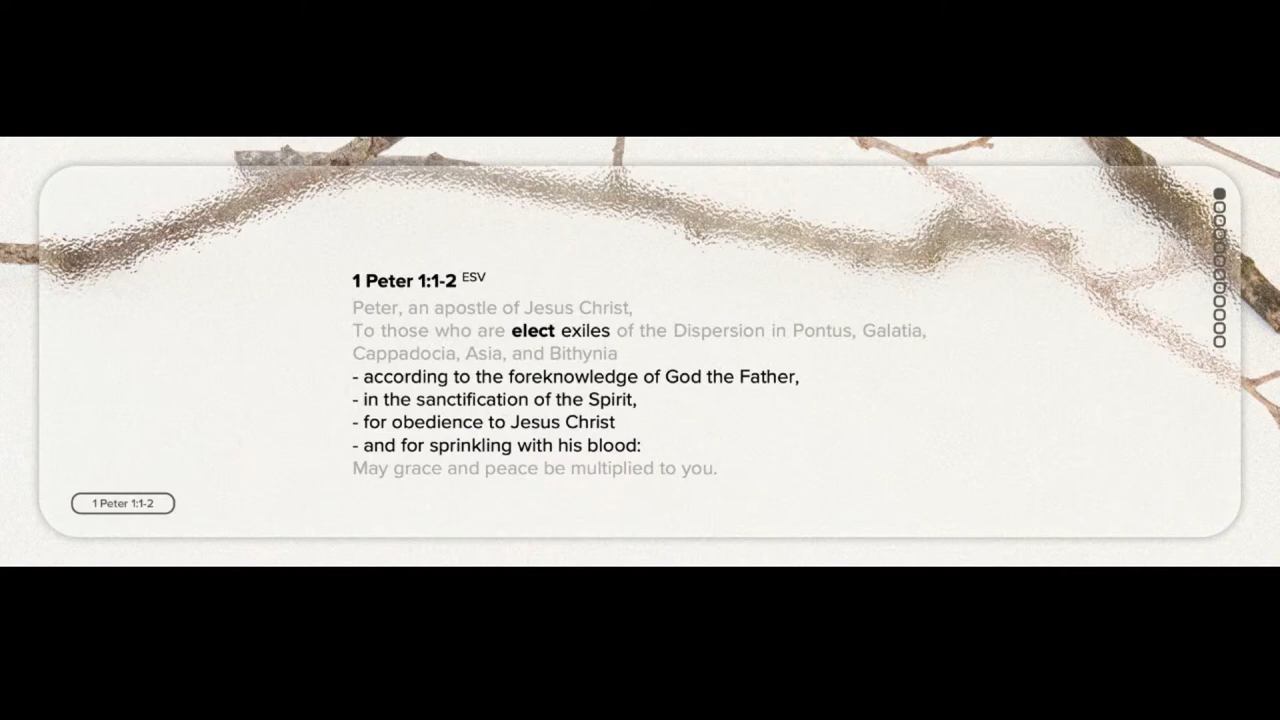 1 Peter 1:1-2 ESV
Peter, an apostle of Jesus Christ,
To those who are elect exiles of the Dispersion in Pontus, Galatia,
Cappadocia, Asia, and Bithynia
- according to the foreknowledge of God the Father,
- in the sanctification of the Spirit,
- for obedience to Jesus Christ
- and for sprinkling with his blood:
May grace and peace be multiplied to you.
1 Peter 1:1-2